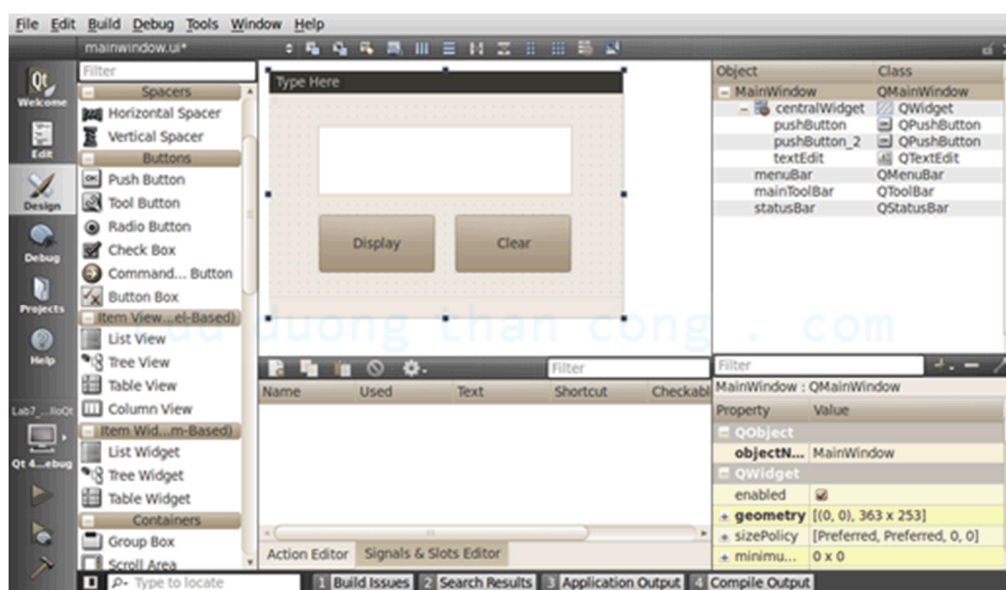 File Edit Build Debug Tools Window Help
mainwindow.ui*
Qt
Welcome
Edit
Design
Debug
Projects
Help
Lab7_...lloQt
Qt 4...ebug
Filter
Spacers
Horizontal Spacer
Vertical Spacer
Buttons
Push Button
Tool Button
Radio Button
Check Box
Command... Button
Button Box
Item View...el-Based)
List View
Tree View
Table View
Column View
Item Wid...m-Based)
List Widget
Tree Widget
Table Widget
Containers
Group Box
Scroll Area
Type Here
Display
Clear
duong than cong . com
Filter
Name Used Text Shortcut Checkabl
Action Editor Signals & Slots Editor
Object Class
MainWindow QMainWindow
centralWidget QWidget
pushButton QPushButton
pushButton_2 QPushButton
textEdit QTextEdit
menuBar QMenuBar
mainToolBar QToolBar
statusBar QStatusBar
Filter
MainWindow : QMainWindow
Property Value
QObject
objectN... MainWindow
QWidget
enabled
geometry [(0, 0), 363 x 253]
sizePolicy [Preferred, Preferred, 0, 0]
minimu... 0 x 0
Type to locate
1 Build Issues 2 Search Results 3 Application Output 4 Compile Output